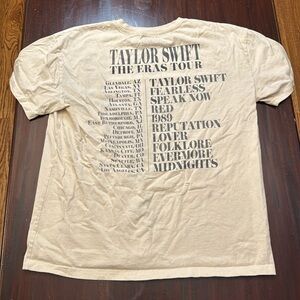 TAYLOR SWIFT
THE ERAS TOUR
GLENDALE, AZ
LAS VEGAS, NV
ARLINGTON, TX
TAMPA, FL
HOUSTON, TX
ATLANTA, GA
NASHVILLE, TN
PHILADELPHIA, PA
FOXBOROUGH, MA
EAST RUTHERFORD, NJ
CHICAGO, IL
DETROIT, MI
PITTSBURGH, PA
MINNEAPOLIS, MN
CINCINNATI, OH
KANSAS CITY, MO
DENVER, CO
SEATTLE, WA
SANTA CLARA, CA
LOS ANGELES, CA
TAYLOR SWIFT
FEARLESS
SPEAK NOW
RED
1989
REPUTATION
LOVER
FOLKLORE
EVERMORE
MIDNIGHTS